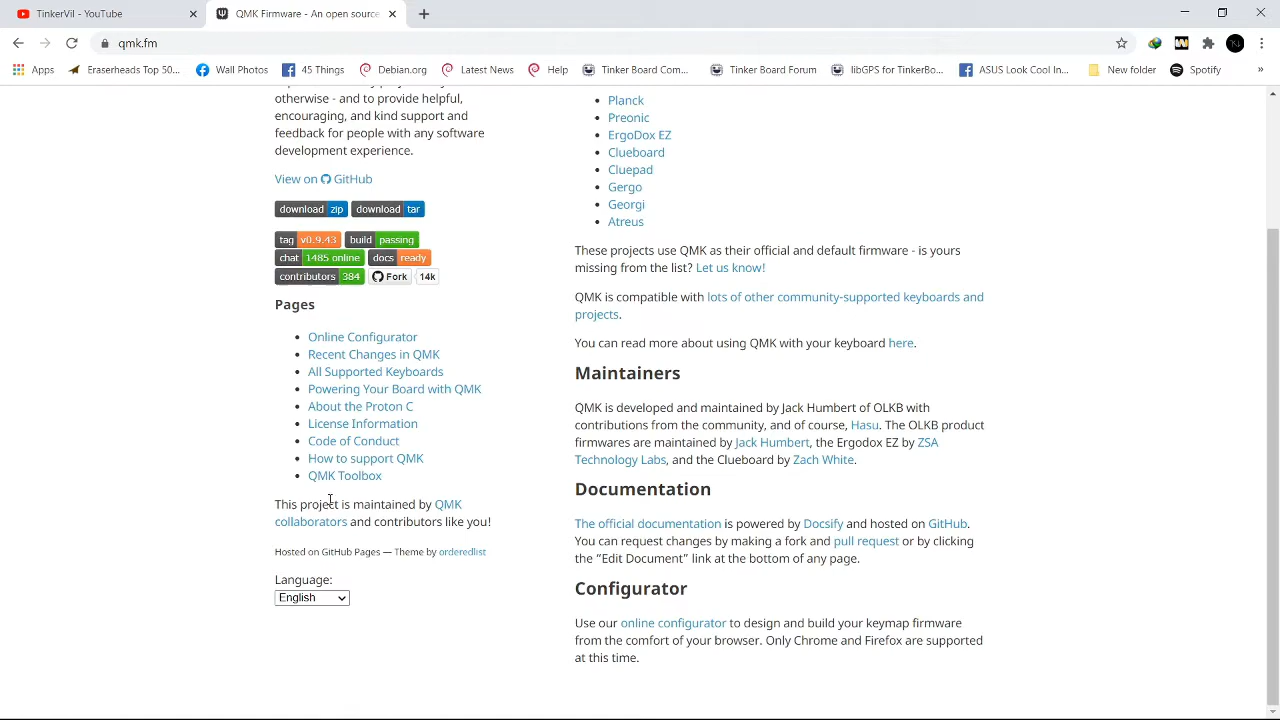 TinkerVil - YouTube
QMK Firmware - An open source
qmk.fm
Apps
Eraserheads Top 50...
Wall Photos
45 Things
Debian.org
Latest News
Help
Tinker Board Com...
Tinker Board Forum
libGPS for TinkerBo...
ASUS Look Cool In...
New folder
Spotify
»
otherwise - and to provide helpful,
encouraging, and kind support and
feedback for people with any software
development experience.
View on GitHub
download zip download tar
tag v0.9.43 build passing
chat 1485 online docs ready
contributors 384 Fork 14k
Pages
• Online Configurator
• Recent Changes in QMK
• All Supported Keyboards
• Powering Your Board with QMK
• About the Proton C
• License Information
• Code of Conduct
• How to support QMK
• QMK Toolbox
This project is maintained by QMK
collaborators and contributors like you!
Hosted on GitHub Pages — Theme by orderedlist
Language:
English
• Planck
• Preonic
• ErgoDox EZ
• Clueboard
• Cluepad
• Gergo
• Georgi
• Atreus
These projects use QMK as their official and default firmware - is yours
missing from the list? Let us know!
QMK is compatible with lots of other community-supported keyboards and
projects.
You can read more about using QMK with your keyboard here.
Maintainers
QMK is developed and maintained by Jack Humbert of OLKB with
contributions from the community, and of course, Hasu. The OLKB product
firmwares are maintained by Jack Humbert, the Ergodox EZ by ZSA
Technology Labs, and the Clueboard by Zach White.
Documentation
The official documentation is powered by Docsify and hosted on GitHub.
You can request changes by making a fork and pull request or by clicking
the “Edit Document” link at the bottom of any page.
Configurator
Use our online configurator to design and build your keymap firmware
from the comfort of your browser. Only Chrome and Firefox are supported
at this time.